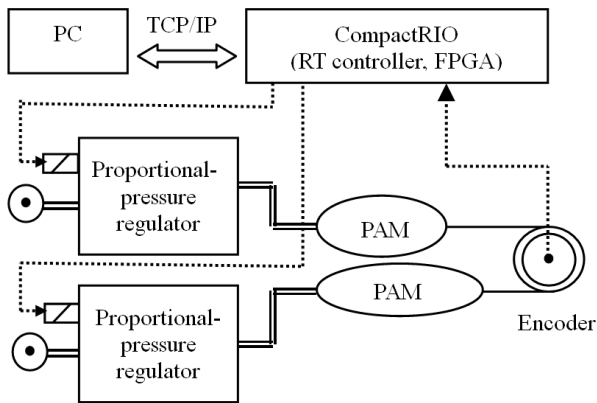 PC
TCP/IP
CompactRIO
(RT controller, FPGA)
Proportional-
pressure
regulator
PAM
PAM
Encoder
Proportional-
pressure
regulator